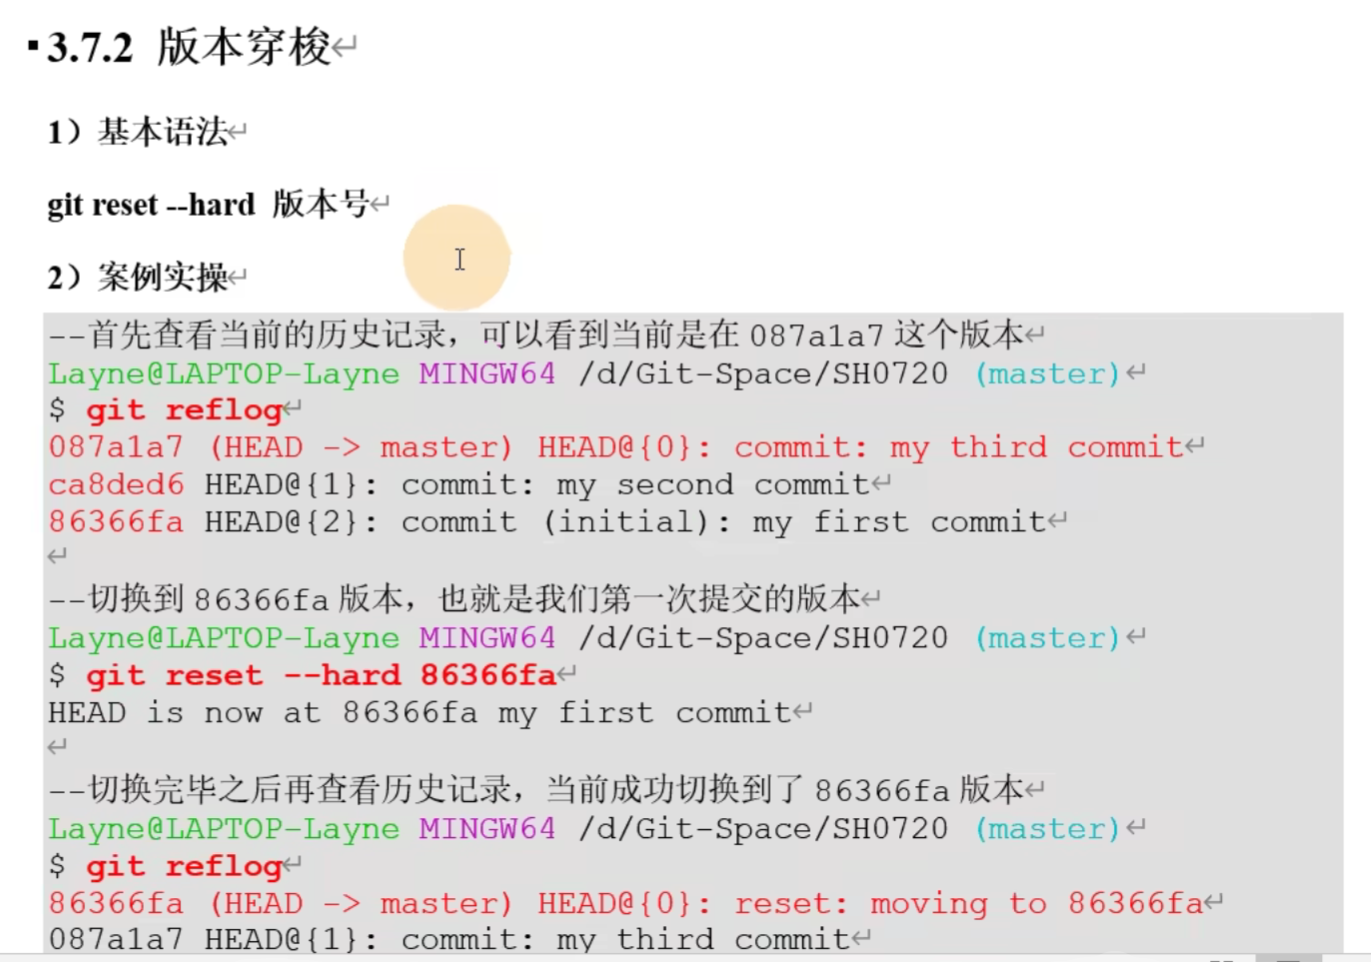 ▪3.7.2 版本穿梭↵
1）基本语法↵
git reset --hard 版本号↵
2）案例实操↵
--首先查看当前的历史记录，可以看到当前是在 087a1a7 这个版本↵
Layne@LAPTOP-Layne MINGW64 /d/Git-Space/SH0720 (master)↵
$ git reflog↵
087a1a7 (HEAD -> master) HEAD@{0}: commit: my third commit↵
ca8ded6 HEAD@{1}: commit: my second commit↵
86366fa HEAD@{2}: commit (initial): my first commit↵
↵
--切换到 86366fa 版本，也就是我们第一次提交的版本↵
Layne@LAPTOP-Layne MINGW64 /d/Git-Space/SH0720 (master)↵
$ git reset --hard 86366fa↵
HEAD is now at 86366fa my first commit↵
↵
--切换完毕之后再查看历史记录，当前成功切换到了 86366fa 版本↵
Layne@LAPTOP-Layne MINGW64 /d/Git-Space/SH0720 (master)↵
$ git reflog↵
86366fa (HEAD -> master) HEAD@{0}: reset: moving to 86366fa↵
087a1a7 HEAD@{1}: commit: my third commit↵